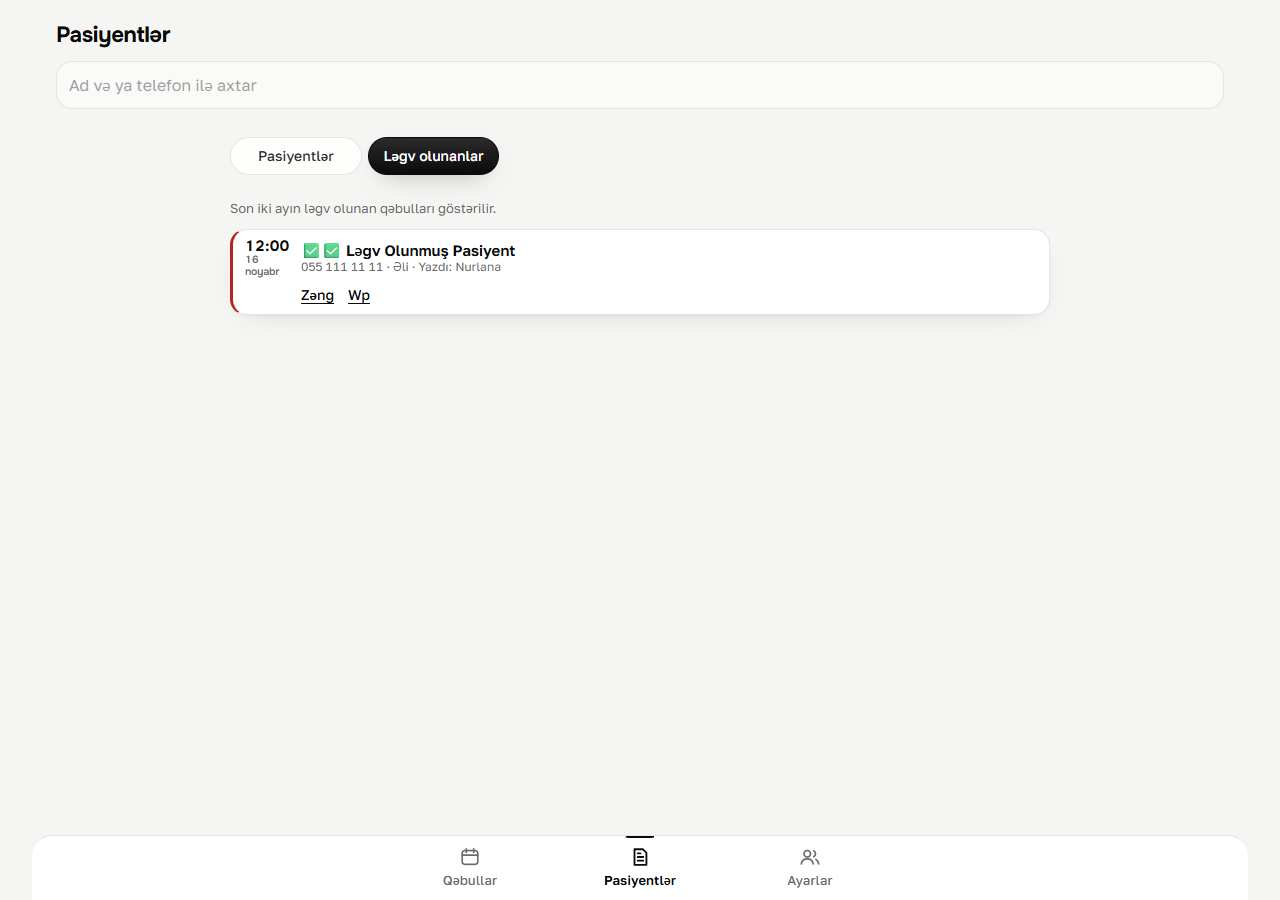 Pasiyentlər
Ad və ya telefon ilə axtar
Pasiyentlər
Ləgv olunanlar
Son iki ayın ləgv olunan qəbulları göstərilir.
12:00
16
noyabr
✅✅ Ləgv Olunmuş Pasiyent
055 111 11 11 · Əli · Yazdı: Nurlana
Zəng
Wp
Qəbullar
Pasiyentlər
Ayarlar